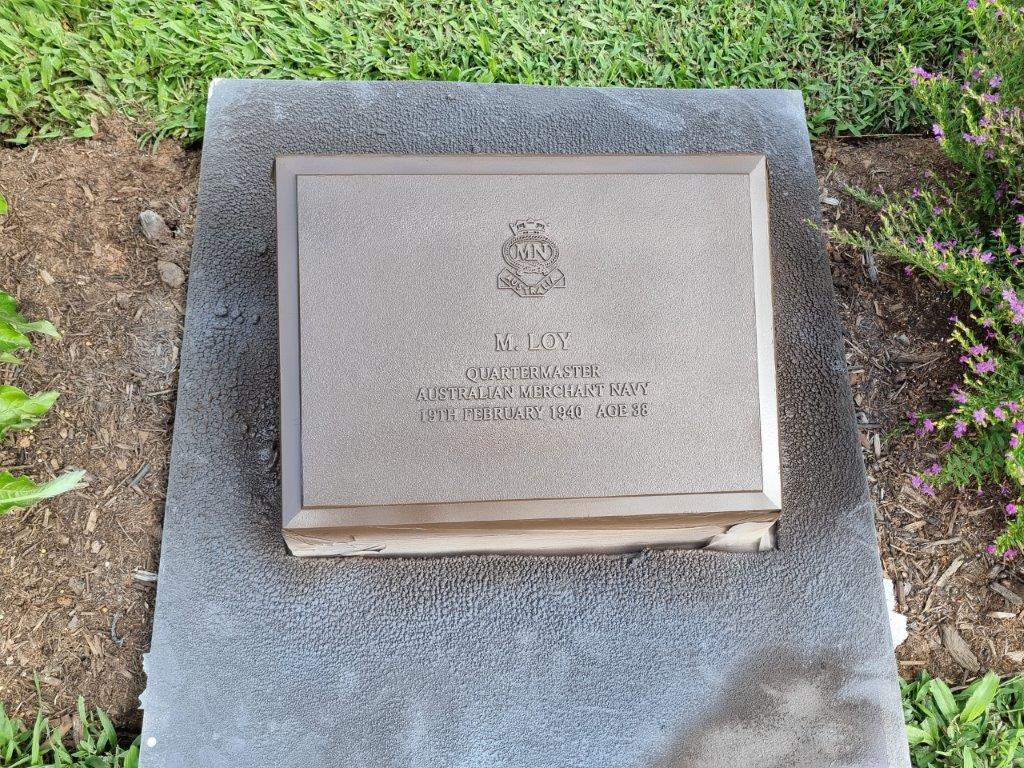 MN
AUSTRALIA
M. LOY
QUARTERMASTER
AUSTRALIAN MERCHANT NAVY
19TH FEBRUARY 1940 AGE 38